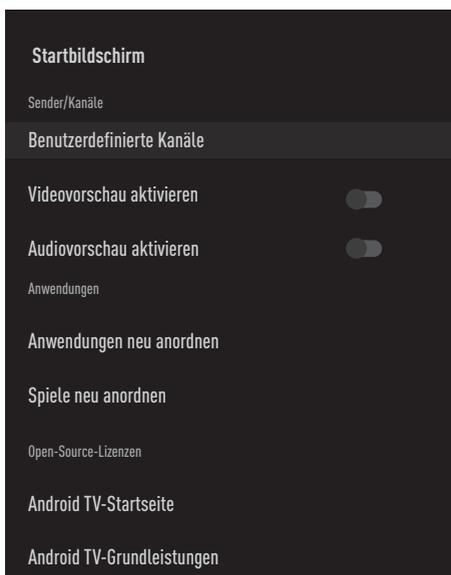 Startbildschirm
Sender/Kanäle
Benutzerdefinierte Kanäle
Videovorschau aktivieren
Audiovorschau aktivieren
Anwendungen
Anwendungen neu anordnen
Spiele neu anordnen
Open-Source-Lizenzen
Android TV-Startseite
Android TV-Grundleistungen